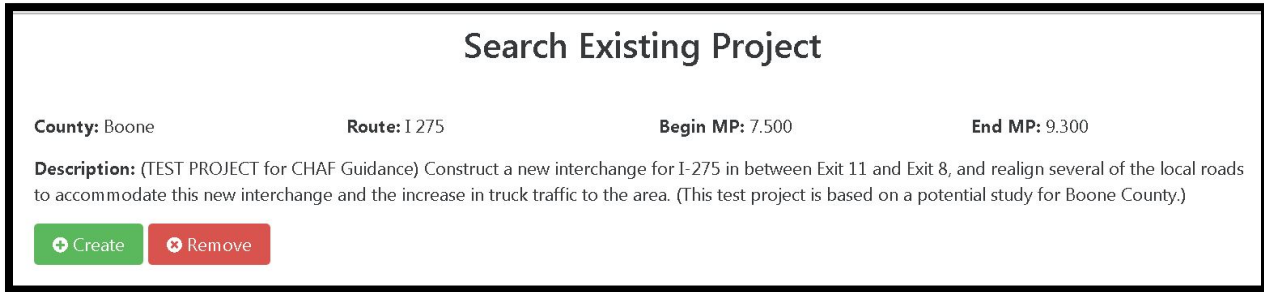 Search Existing Project
County: Boone Route: I 275 Begin MP: 7.500 End MP: 9.300
Description: (TEST PROJECT for CHAF Guidance) Construct a new interchange for I-275 in between Exit 11 and Exit 8, and realign several of the local roads
to accommodate this new interchange and the increase in truck traffic to the area. (This test project is based on a potential study for Boone County.)
Create Remove